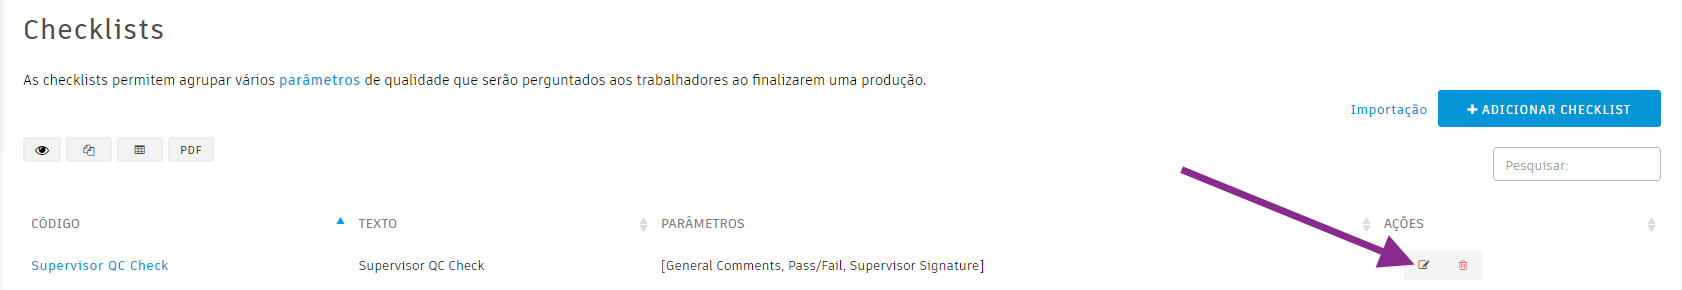 Checklists
As checklists permitem agrupar vários parâmetros de qualidade que serão perguntados aos trabalhadores ao finalizarem uma produção.
Importação + ADICIONAR CHECKLIST
PDF
Pesquisar:
CÓDIGO TEXTO PARÂMETROS AÇÕES
Supervisor QC Check Supervisor QC Check [General Comments, Pass/Fail, Supervisor Signature]